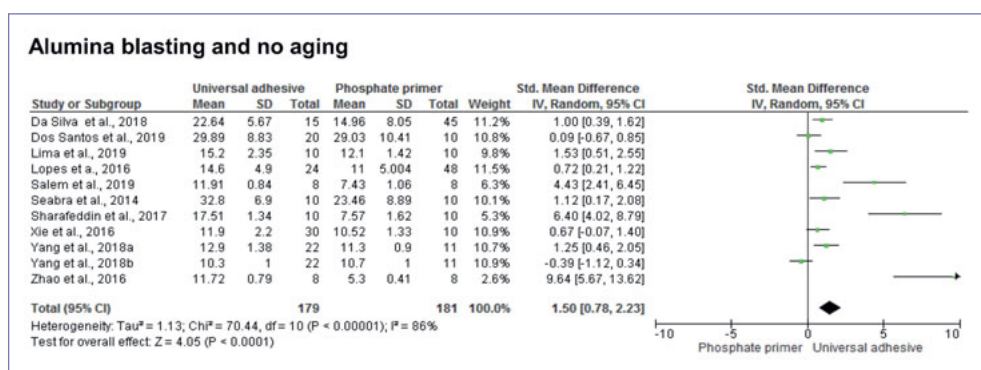 Alumina blasting and no aging
Universal adhesive Phosphate primer Std. Mean Difference Std. Mean Difference
Study or Subgroup Mean SD Total Mean SD Total Weight IV, Random, 95% CI IV, Random, 95% CI
Da Silva et al., 2018 22.64 5.67 15 14.96 8.05 45 11.2% 1.00 [0.39, 1.62]
Dos Santos et al., 2019 29.89 8.83 20 29.03 10.41 10 10.8% 0.09 [-0.67, 0.85]
Lima et al., 2019 15.2 2.35 10 12.1 1.42 10 9.8% 1.53 [0.51, 2.55]
Lopes et al., 2016 14.6 4.9 24 11 5.004 48 11.5% 0.72 [0.21, 1.22]
Salem et al., 2019 11.91 0.84 8 7.43 1.06 8 6.3% 4.43 [2.41, 6.45]
Seabra et al., 2014 32.8 6.9 10 23.46 8.89 10 10.0% 1.12 [0.17, 2.08]
Sharafeddin et al., 2017 17.51 1.34 10 7.57 1.62 10 5.3% 6.40 [4.02, 8.79]
Xie et al., 2016 11.9 2.2 30 10.52 1.33 10 10.9% 0.67 [-0.07, 1.40]
Yang et al., 2018a 12.9 1.38 22 11.3 0.9 11 10.7% 1.25 [0.46, 2.05]
Yang et al., 2018b 10.3 1 22 10.7 1 11 10.9% -0.39 [-1.12, 0.34]
Zhao et al., 2016 11.72 0.79 8 5.3 0.41 8 2.6% 9.64 [5.67, 13.62]
Total (95% CI) 179 181 100.0% 1.50 [0.78, 2.23]
Heterogeneity: Tau² = 1.13; Chi² = 70.44, df = 10 (P < 0.00001); I² = 86%
Test for overall effect: Z = 4.05 (P < 0.0001)
-10 -5 0 5 10
Phosphate primer Universal adhesive